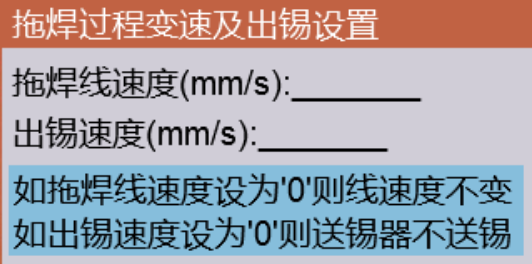 拖焊过程变速及出锡设置
拖焊线速度(mm/s):_______
出锡速度(mm/s):_______
如拖焊线速度设为'0'则线速度不变
如出锡速度设为'0'则送锡器不送锡